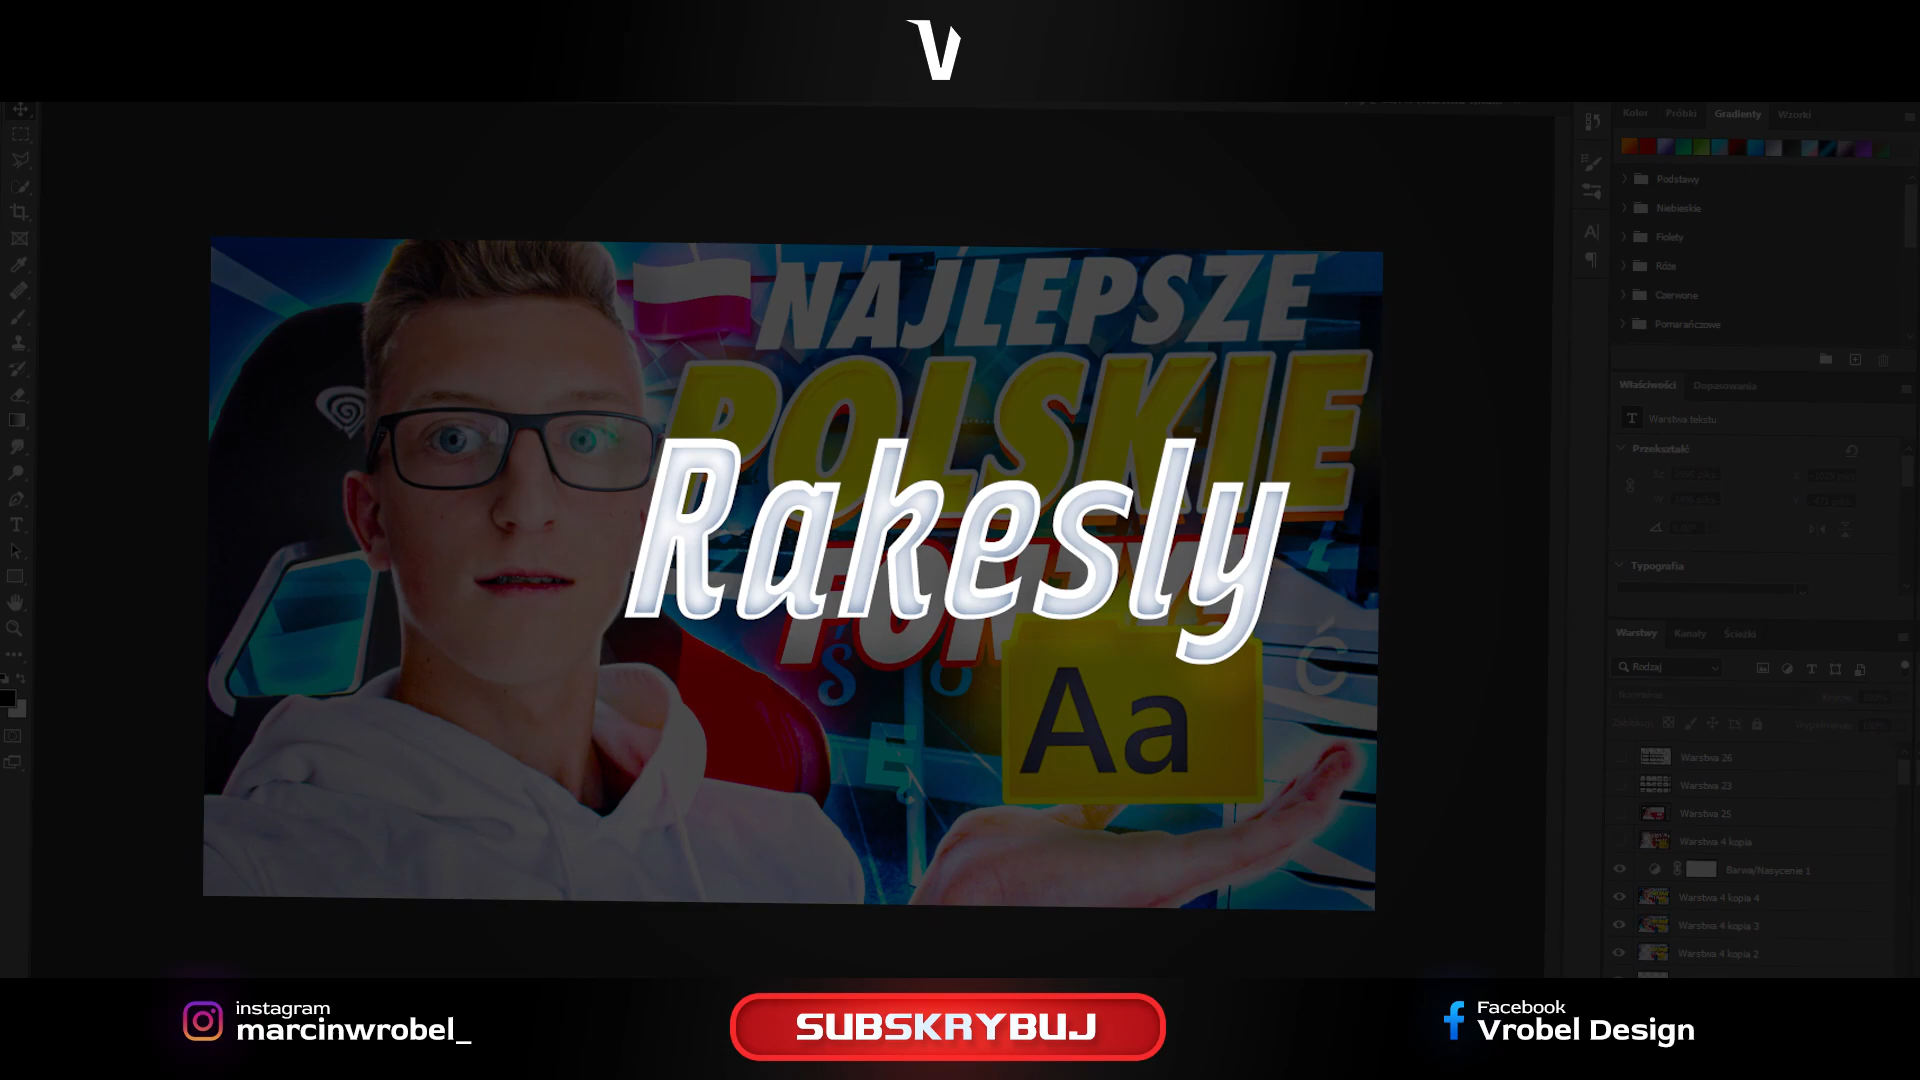 V
Kolor Próbki Gradienty Wzorki
Podstawy
Niebieskie
Fiolety
Róże
Czerwone
Pomarańczowe
Właściwości Dopasowania
T Warstwa tekstu
Przekształć
Typografia
Warstwy Kanały Ścieżki
Rodzaj
Warstwa 26
Warstwa 23
Warstwa 25
Warstwa 4 kopia
Barwa/Nasycenie 1
Warstwa 4 kopia 4
Warstwa 4 kopia 3
Warstwa 4 kopia 2
NAJLEPSZE
POLSKIE
Rakesly
Aa
Ć
E
instagram
marcinwrobel_
SUBSKRYBUJ
Facebook
Vrobel Design